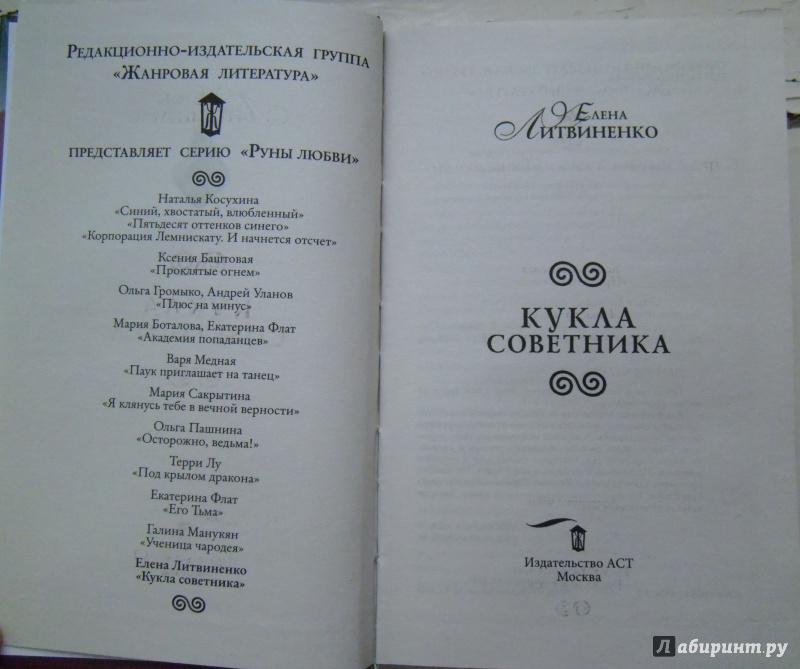 Редакционно-издательская группа
«Жанровая литература»
Ж
представляет серию «Руны любви»
Наталья Косухина
«Синий, хвостатый, влюбленный»
«Пятьдесят оттенков синего»
«Корпорация Лемнискату. И начнется отсчет»
Ксения Баштовая
«Проклятые огнем»
Ольга Громыко, Андрей Уланов
«Плюс на минус»
Мария Боталова, Екатерина Флат
«Академия попаданцев»
Варя Медная
«Паук приглашает на танец»
Мария Сакрытина
«Я клянусь тебе в вечной верности»
Ольга Пашнина
«Осторожно, ведьма!»
Терри Лу
«Под крылом дракона»
Екатерина Флат
«Его Тьма»
Галина Манукян
«Ученица чародея»
Елена Литвиненко
«Кукла советника»
Елена
Литвиненко
КУКЛА
СОВЕТНИКА
Ж
Издательство АСТ
Москва
Лабиринт.ру